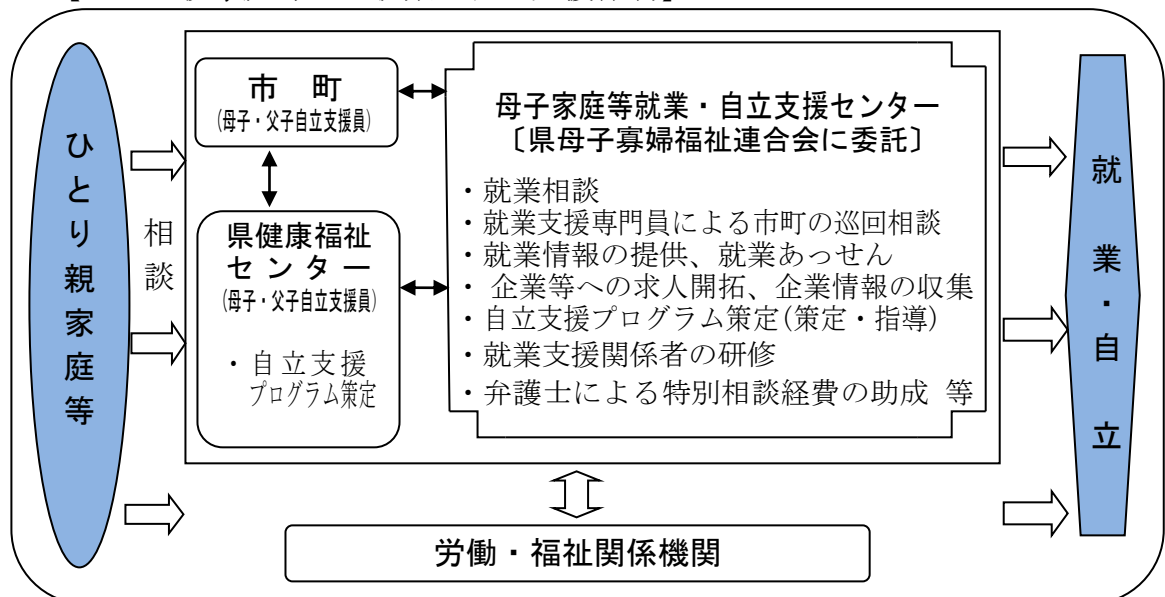 ひとり親家庭等
相談
市　町
(母子・父子自立支援員)
県健康福祉
センター
(母子・父子自立支援員)
・自立支援
プログラム策定
母子家庭等就業・自立支援センター
〔県母子寡婦福祉連合会に委託〕
・就業相談
・就業支援専門員による市町の巡回相談
・就業情報の提供、就業あっせん
・企業等への求人開拓、企業情報の収集
・自立支援プログラム策定(策定・指導)
・就業支援関係者の研修
・弁護士による特別相談経費の助成 等
就業・自立
労働・福祉関係機関